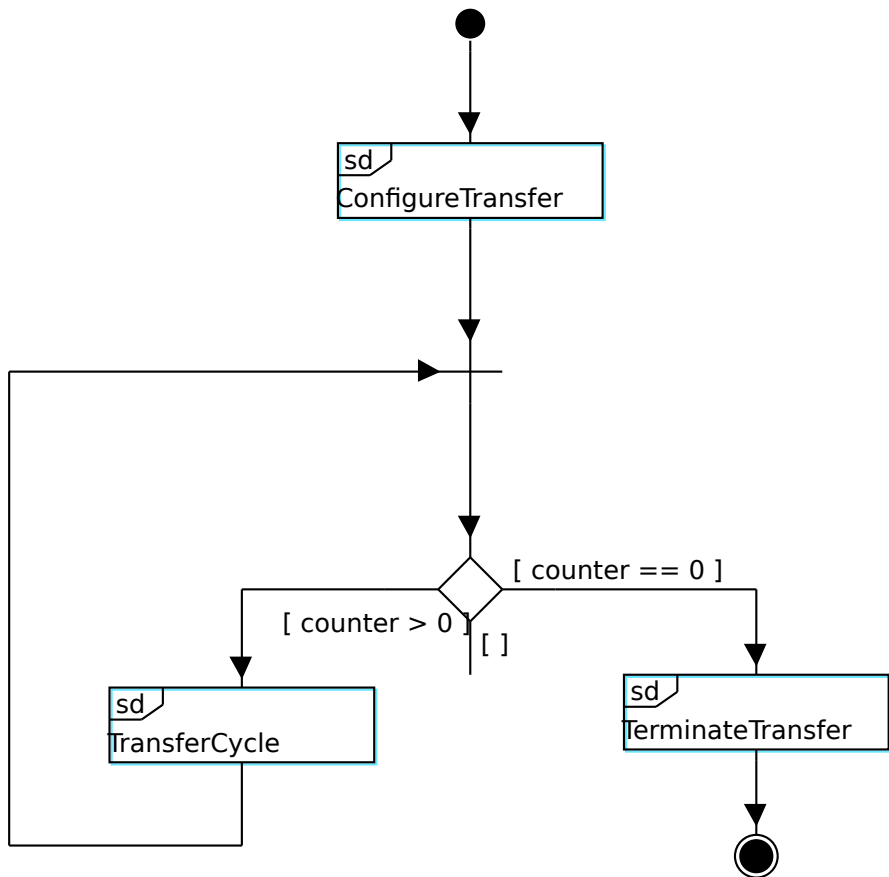 sd
ConfigureTransfer
[ counter == 0 ]
[ counter > 0 ]
[ ]
sd
TransferCycle
sd
TerminateTransfer